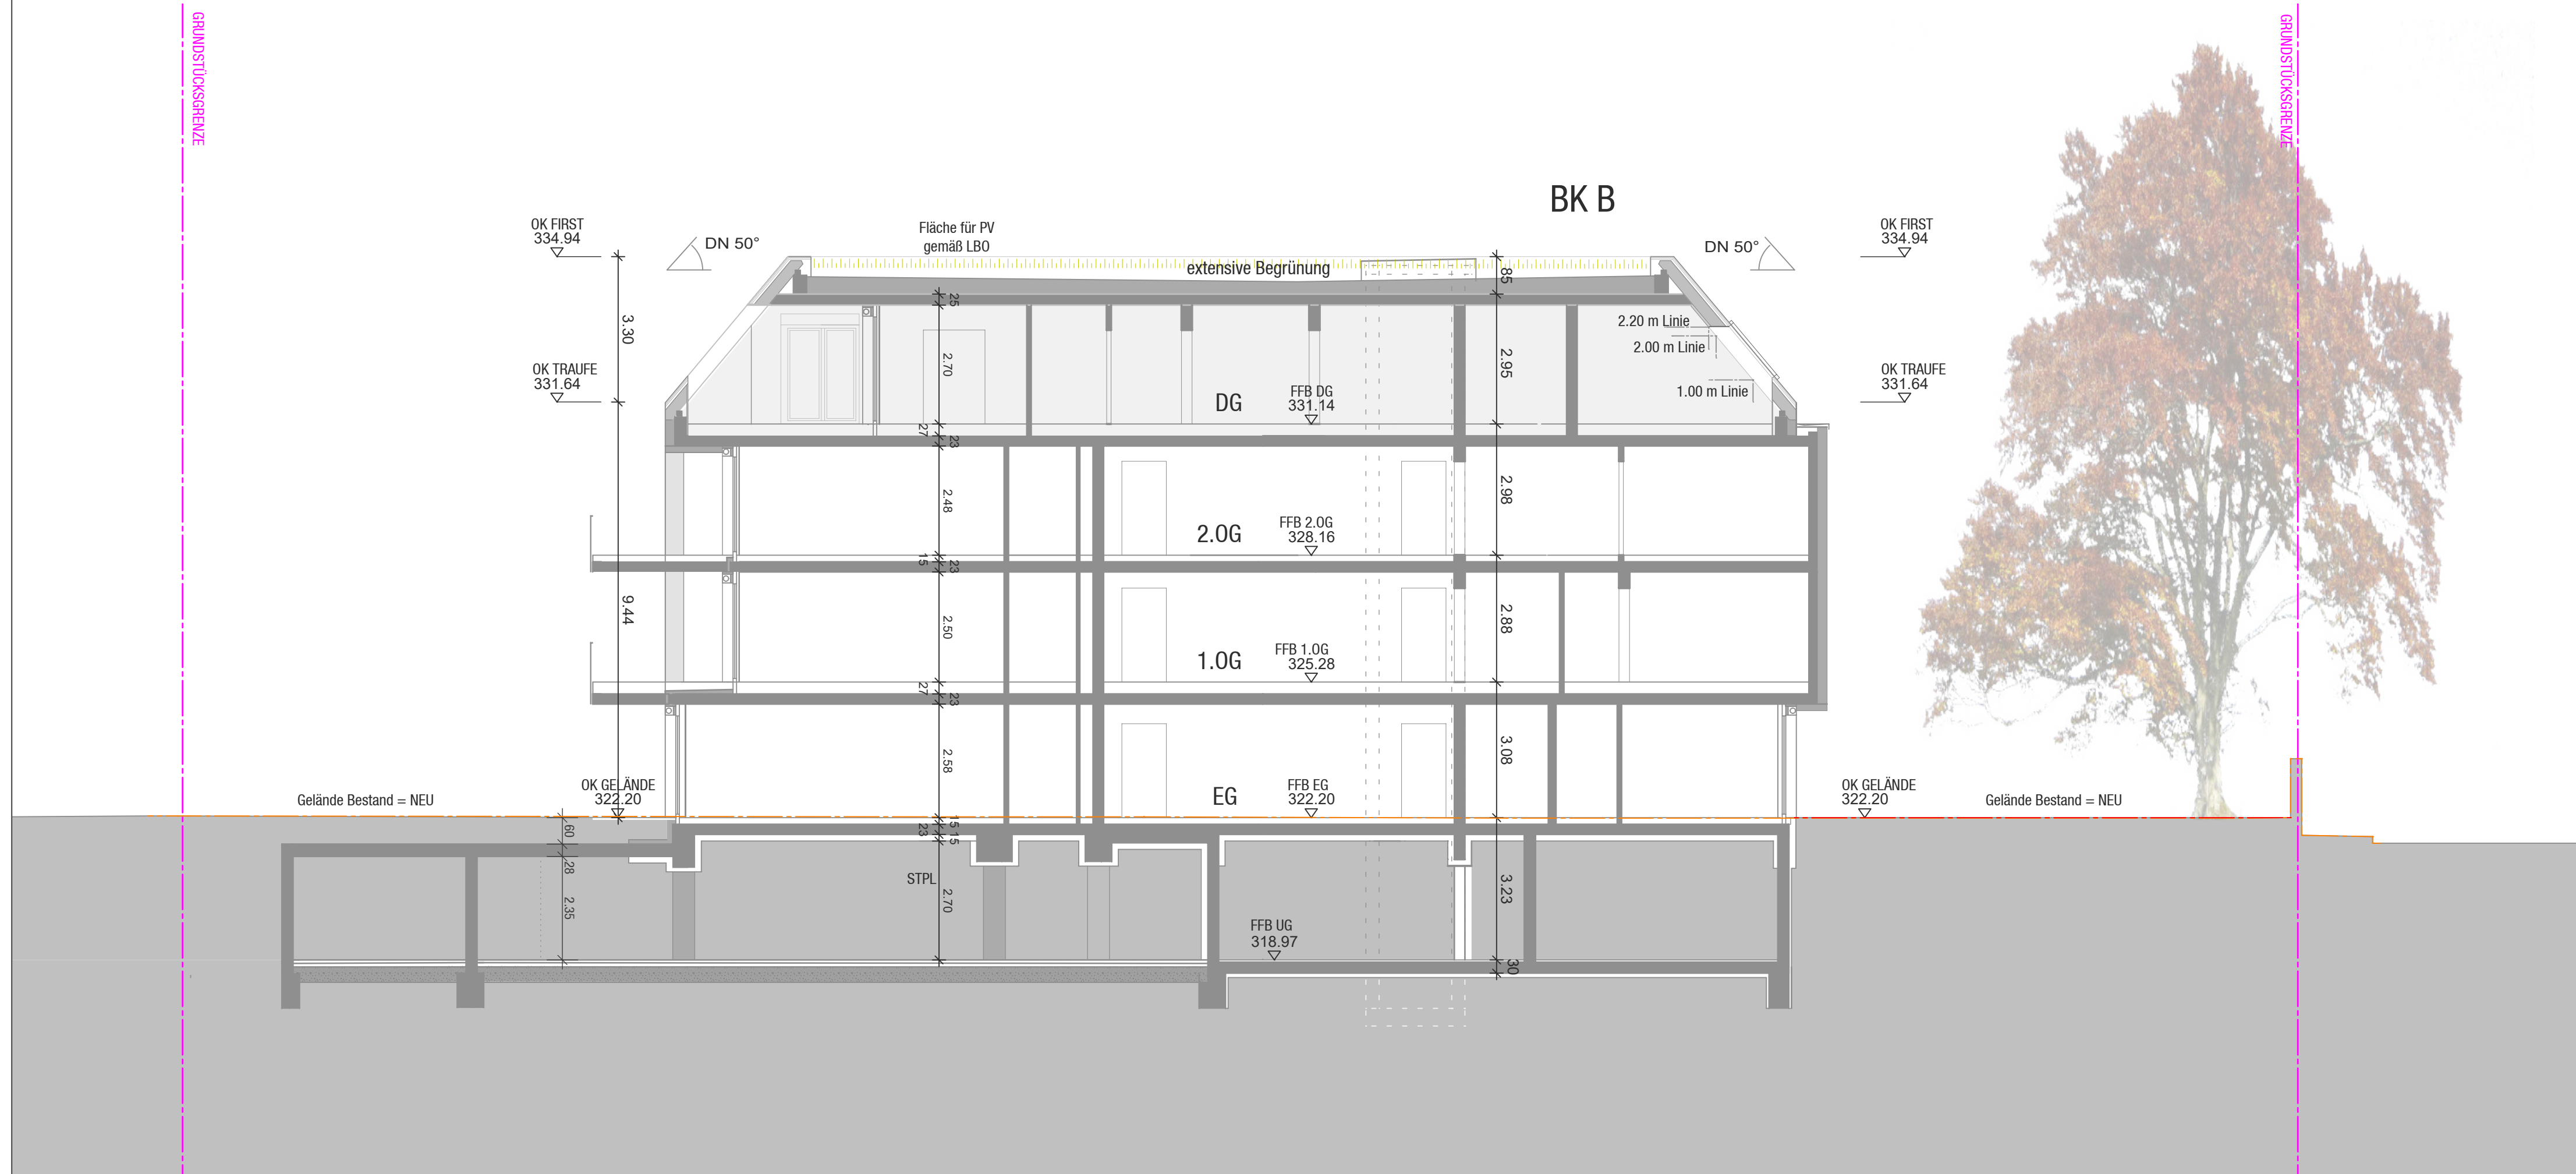 GRUNDSTÜCKSGRENZE
GRUNDSTÜCKSGRENZE
BK B
OK FIRST
334.94
DN 50°
Fläche für PV
gemäß LBO
extensive Begrünung
DN 50°
OK FIRST
334.94
85
25
3.30
2.20 m Linie
2.00 m Linie
1.00 m Linie
2.70
2.95
OK TRAUFE
331.64
OK TRAUFE
331.64
DG
FFB DG
331.14
27
23
2.48
2.98
2.OG
FFB 2.OG
328.16
15
23
9.44
2.50
2.88
1.OG
FFB 1.OG
325.28
27
23
2.58
3.08
Gelände Bestand = NEU
OK GELÄNDE
322.20
EG
FFB EG
322.20
OK GELÄNDE
322.20
Gelände Bestand = NEU
60
15
23
15
28
2.35
STPL
2.70
3.23
FFB UG
318.97
30